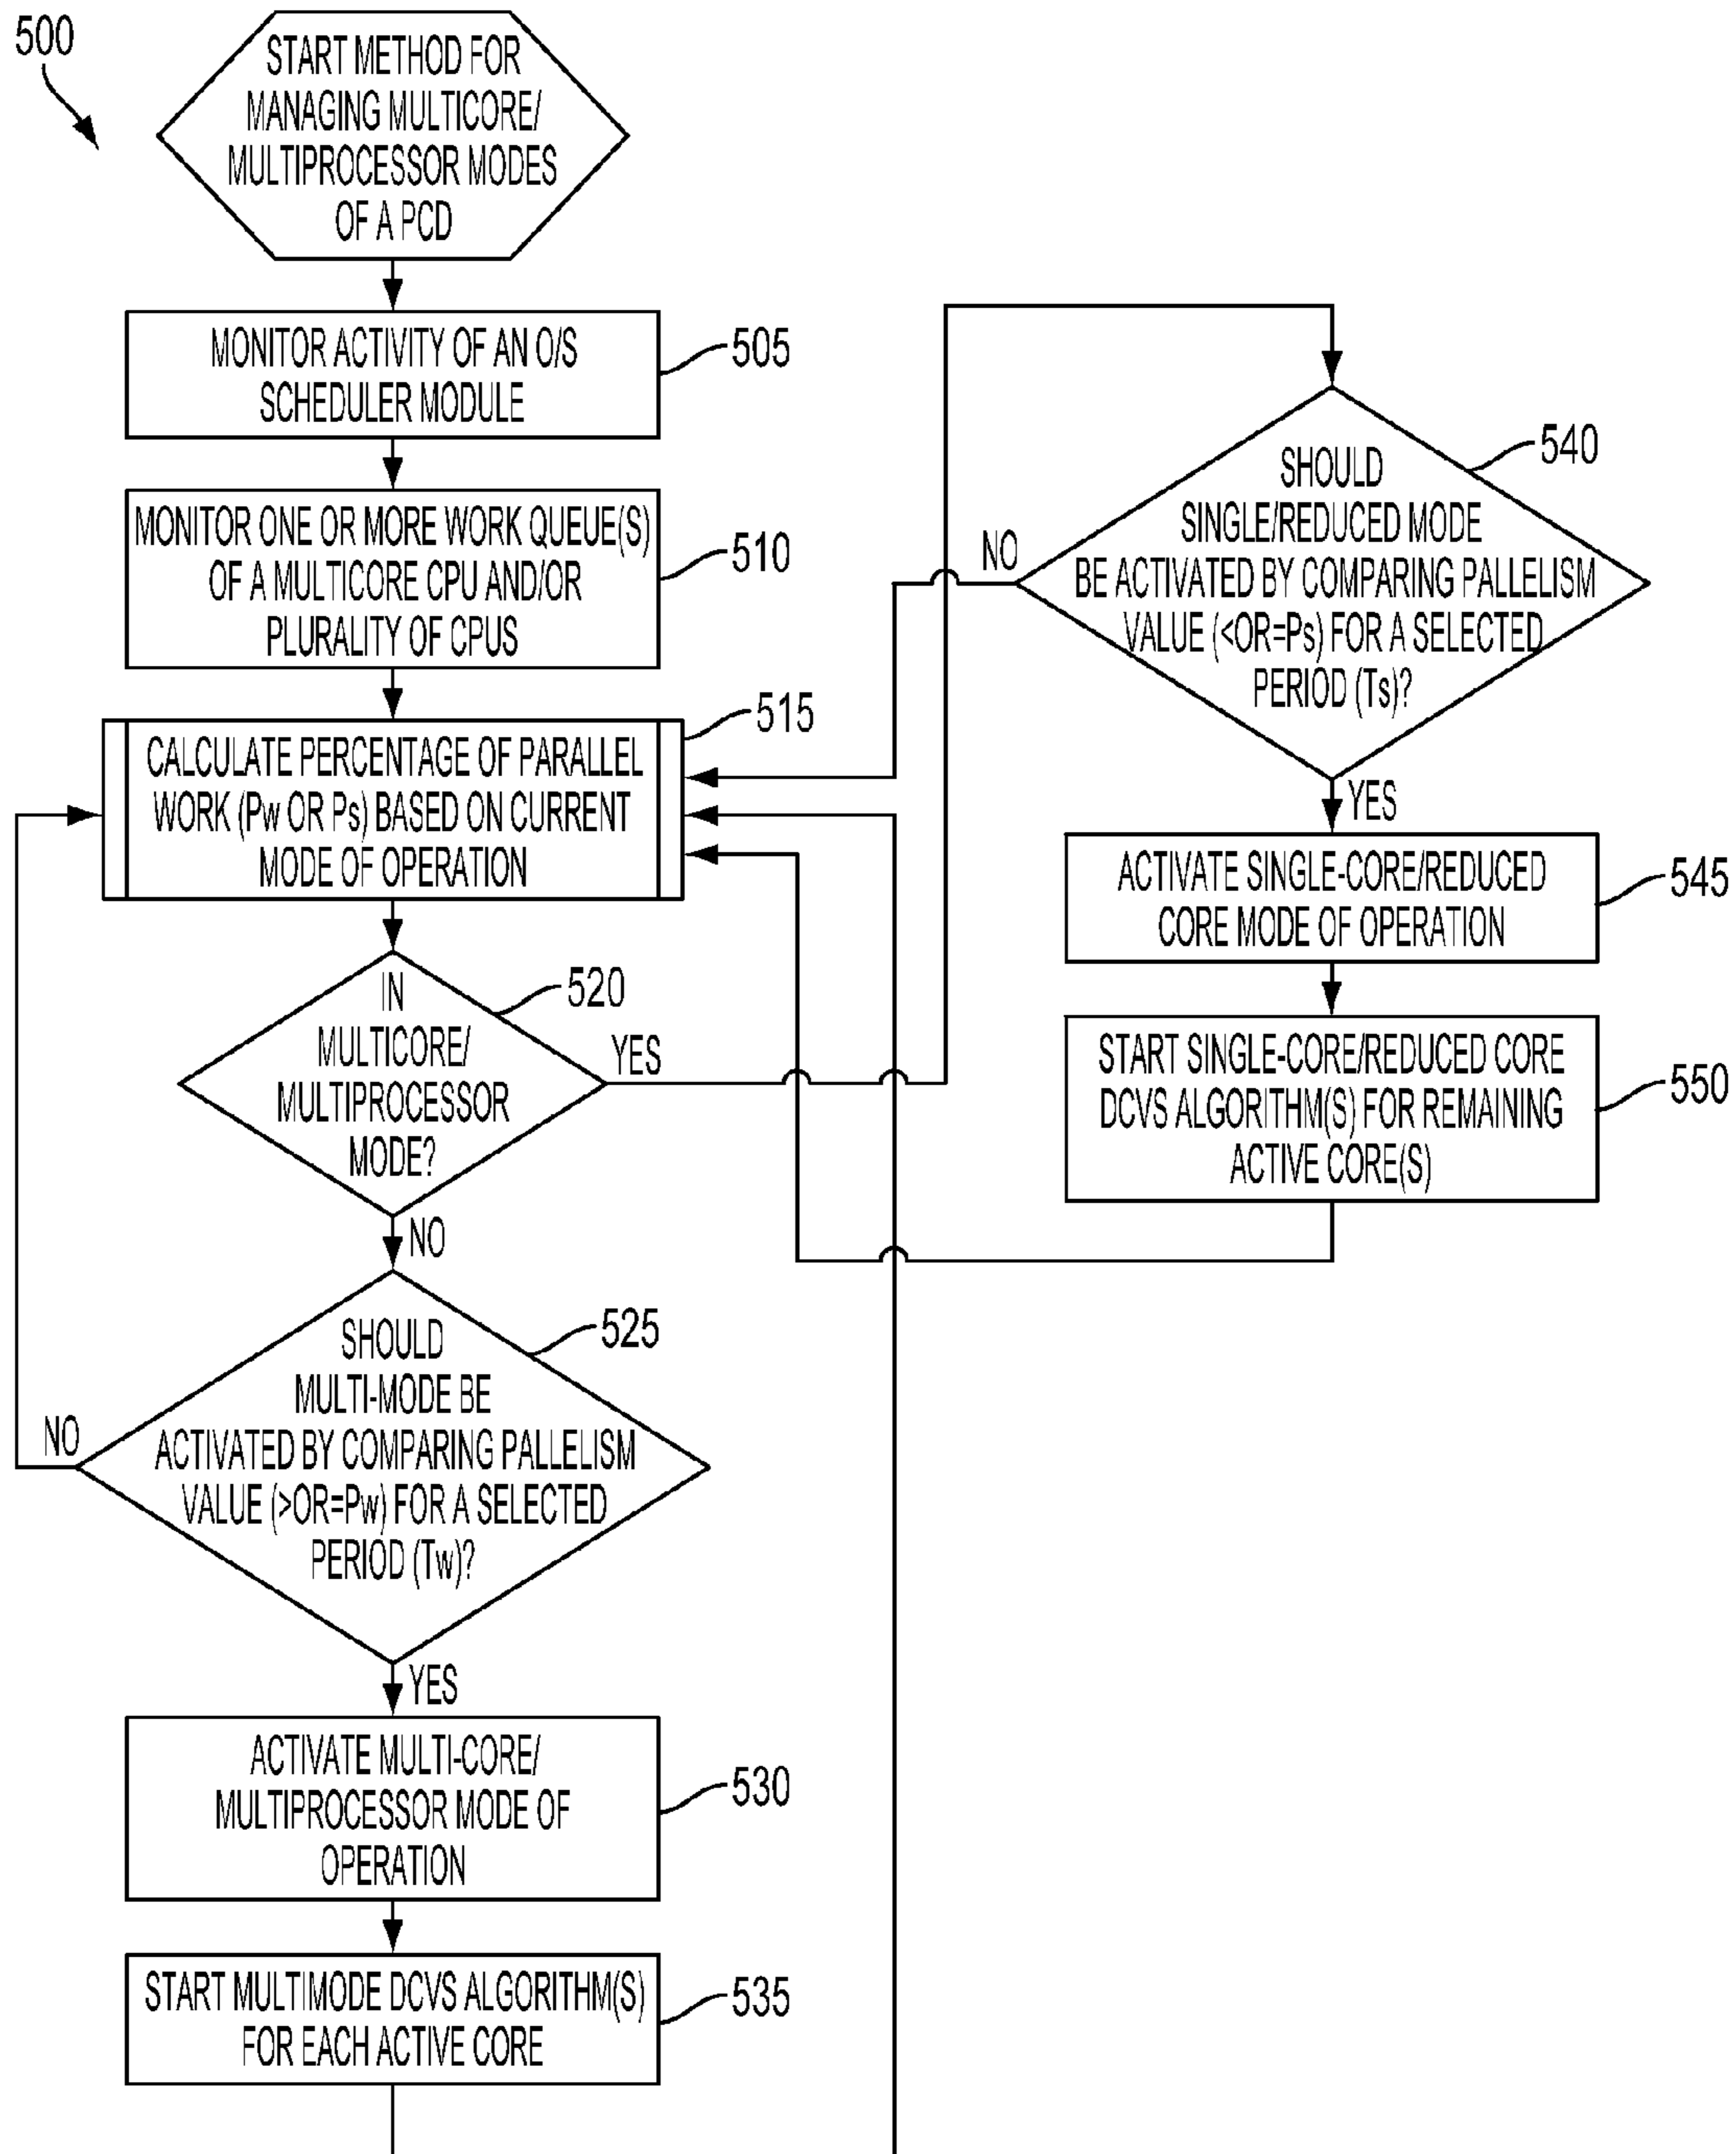 500
START METHOD FOR
MANAGING MULTICORE/
MULTIPROCESSOR MODES
OF A PCD
MONITOR ACTIVITY OF AN O/S
SCHEDULER MODULE
505
MONITOR ONE OR MORE WORK QUEUE(S)
OF A MULTICORE CPU AND/OR
PLURALITY OF CPUS
510
CALCULATE PERCENTAGE OF PARALLEL
WORK (Pw OR Ps) BASED ON CURRENT
MODE OF OPERATION
515
IN
MULTICORE/
MULTIPROCESSOR
MODE?
520
YES
NO
SHOULD
MULTI-MODE BE
ACTIVATED BY COMPARING PALLELISM
VALUE (>OR=Pw) FOR A SELECTED
PERIOD (Tw)?
525
NO
YES
ACTIVATE MULTI-CORE/
MULTIPROCESSOR MODE OF
OPERATION
530
START MULTIMODE DCVS ALGORITHM(S)
FOR EACH ACTIVE CORE
535
SHOULD
SINGLE/REDUCED MODE
BE ACTIVATED BY COMPARING PALLELISM
VALUE (<OR=Ps) FOR A SELECTED
PERIOD (Ts)?
540
NO
YES
ACTIVATE SINGLE-CORE/REDUCED
CORE MODE OF OPERATION
545
START SINGLE-CORE/REDUCED CORE
DCVS ALGORITHM(S) FOR REMAINING
ACTIVE CORE(S)
550